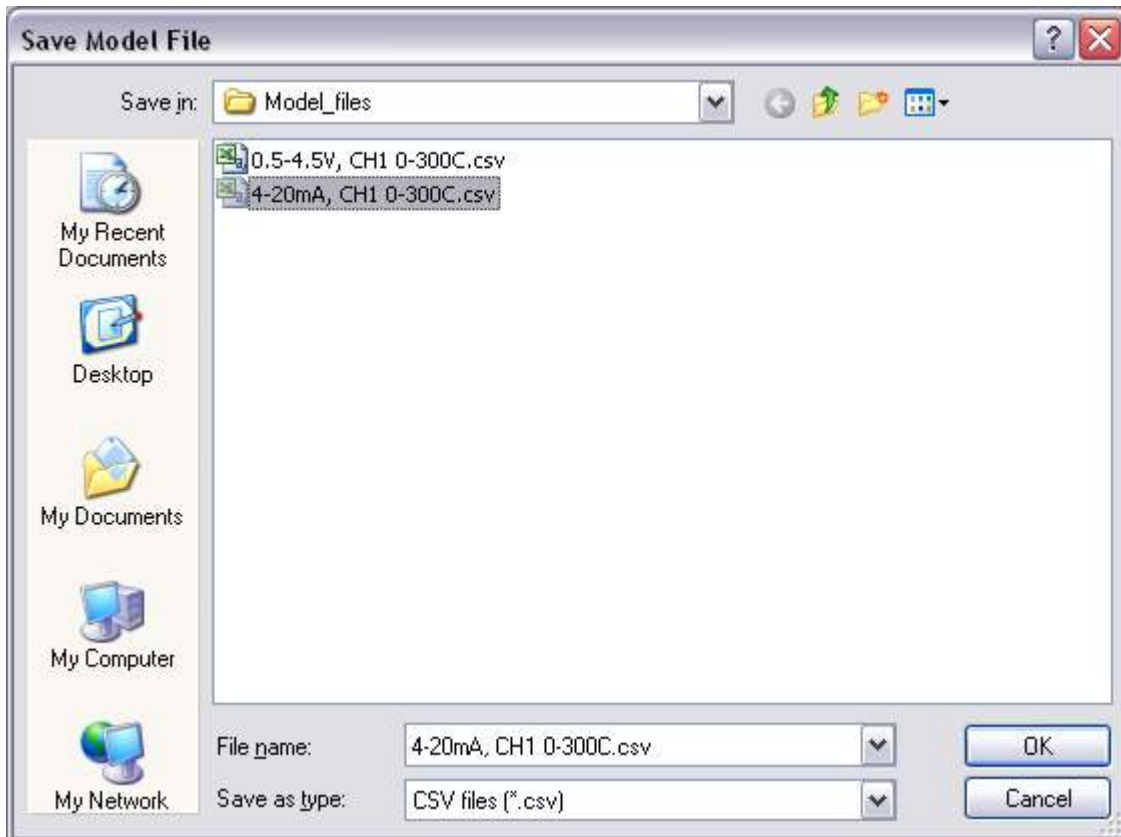 Save Model File
Save in: Model_files
0.5-4.5V, CH1 0-300C.csv
4-20mA, CH1 0-300C.csv
My Recent
Documents
Desktop
My Documents
My Computer
My Network
File name: 4-20mA, CH1 0-300C.csv OK
Save as type: CSV files (*.csv) Cancel